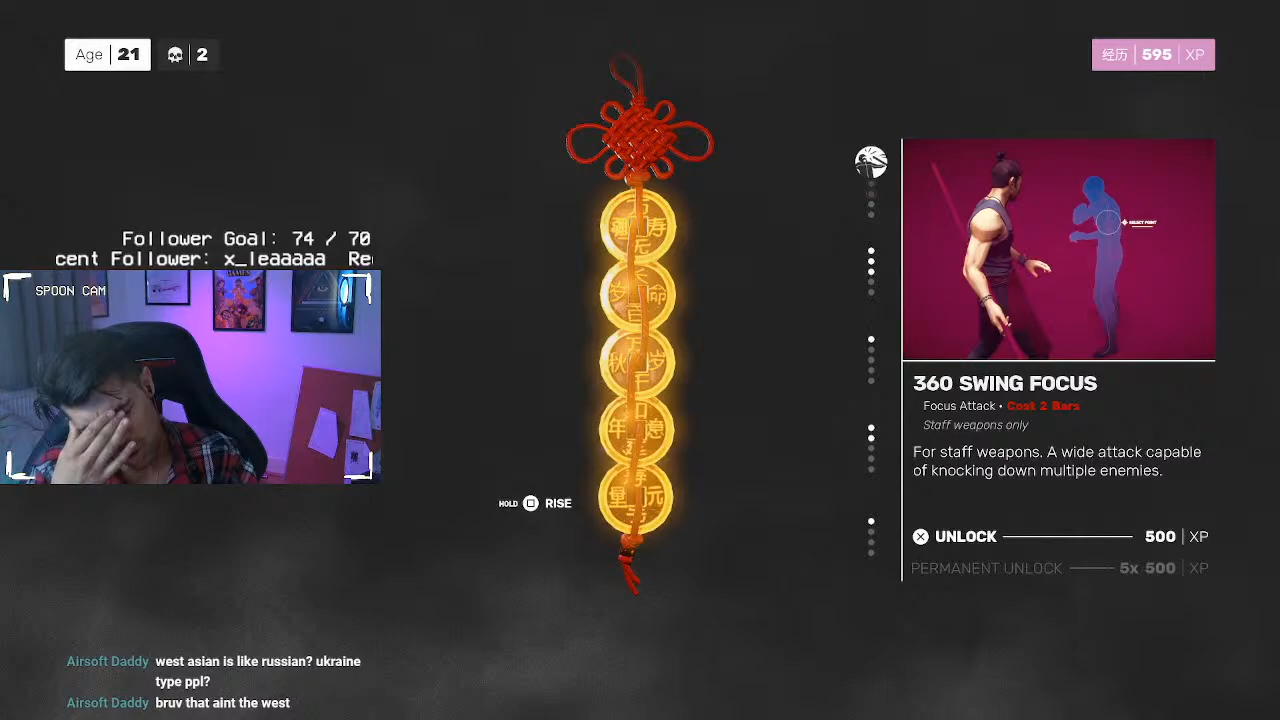 Age 21 2
经历 595 XP
Follower Goal: 74 / 70
cent Follower: x_leaaaaa Re
SPOON CAM
GAMES
SELECT POINT
360 SWING FOCUS
Focus Attack • Cost 2 Bars
Staff weapons only
For staff weapons. A wide attack capable
of knocking down multiple enemies.
HOLD RISE
UNLOCK 500 XP
PERMANENT UNLOCK 5x 500 XP
Airsoft Daddy west asian is like russian? ukraine
type ppl?
Airsoft Daddy bruv that aint the west